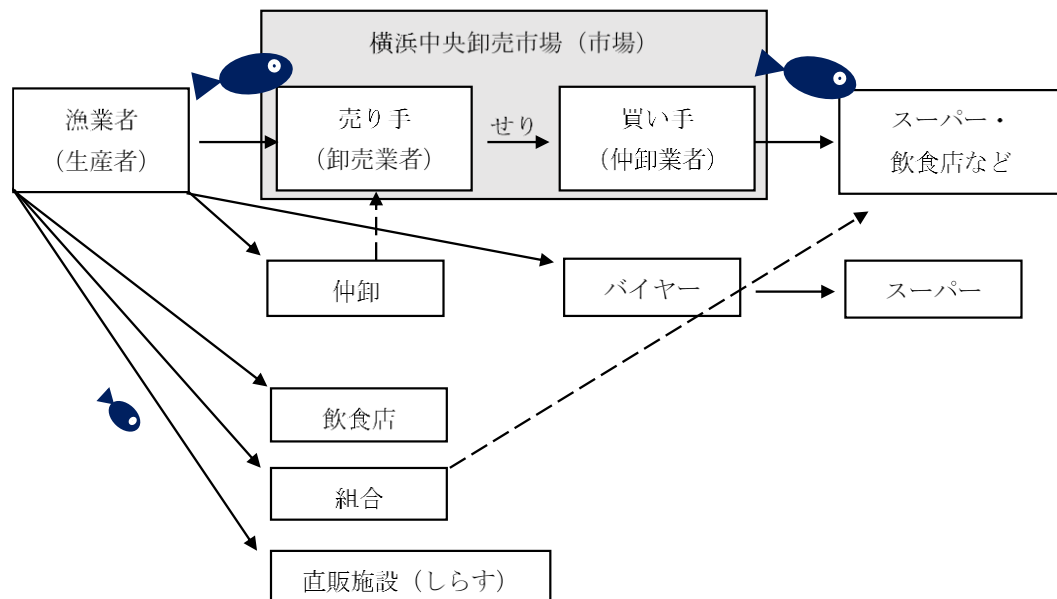 横浜中央卸売市場（市場）
漁業者
（生産者）
売り手
（卸売業者）
せり
買い手
（仲卸業者）
スーパー・
飲食店など
仲卸
バイヤー
スーパー
飲食店
組合
直販施設（しらす）